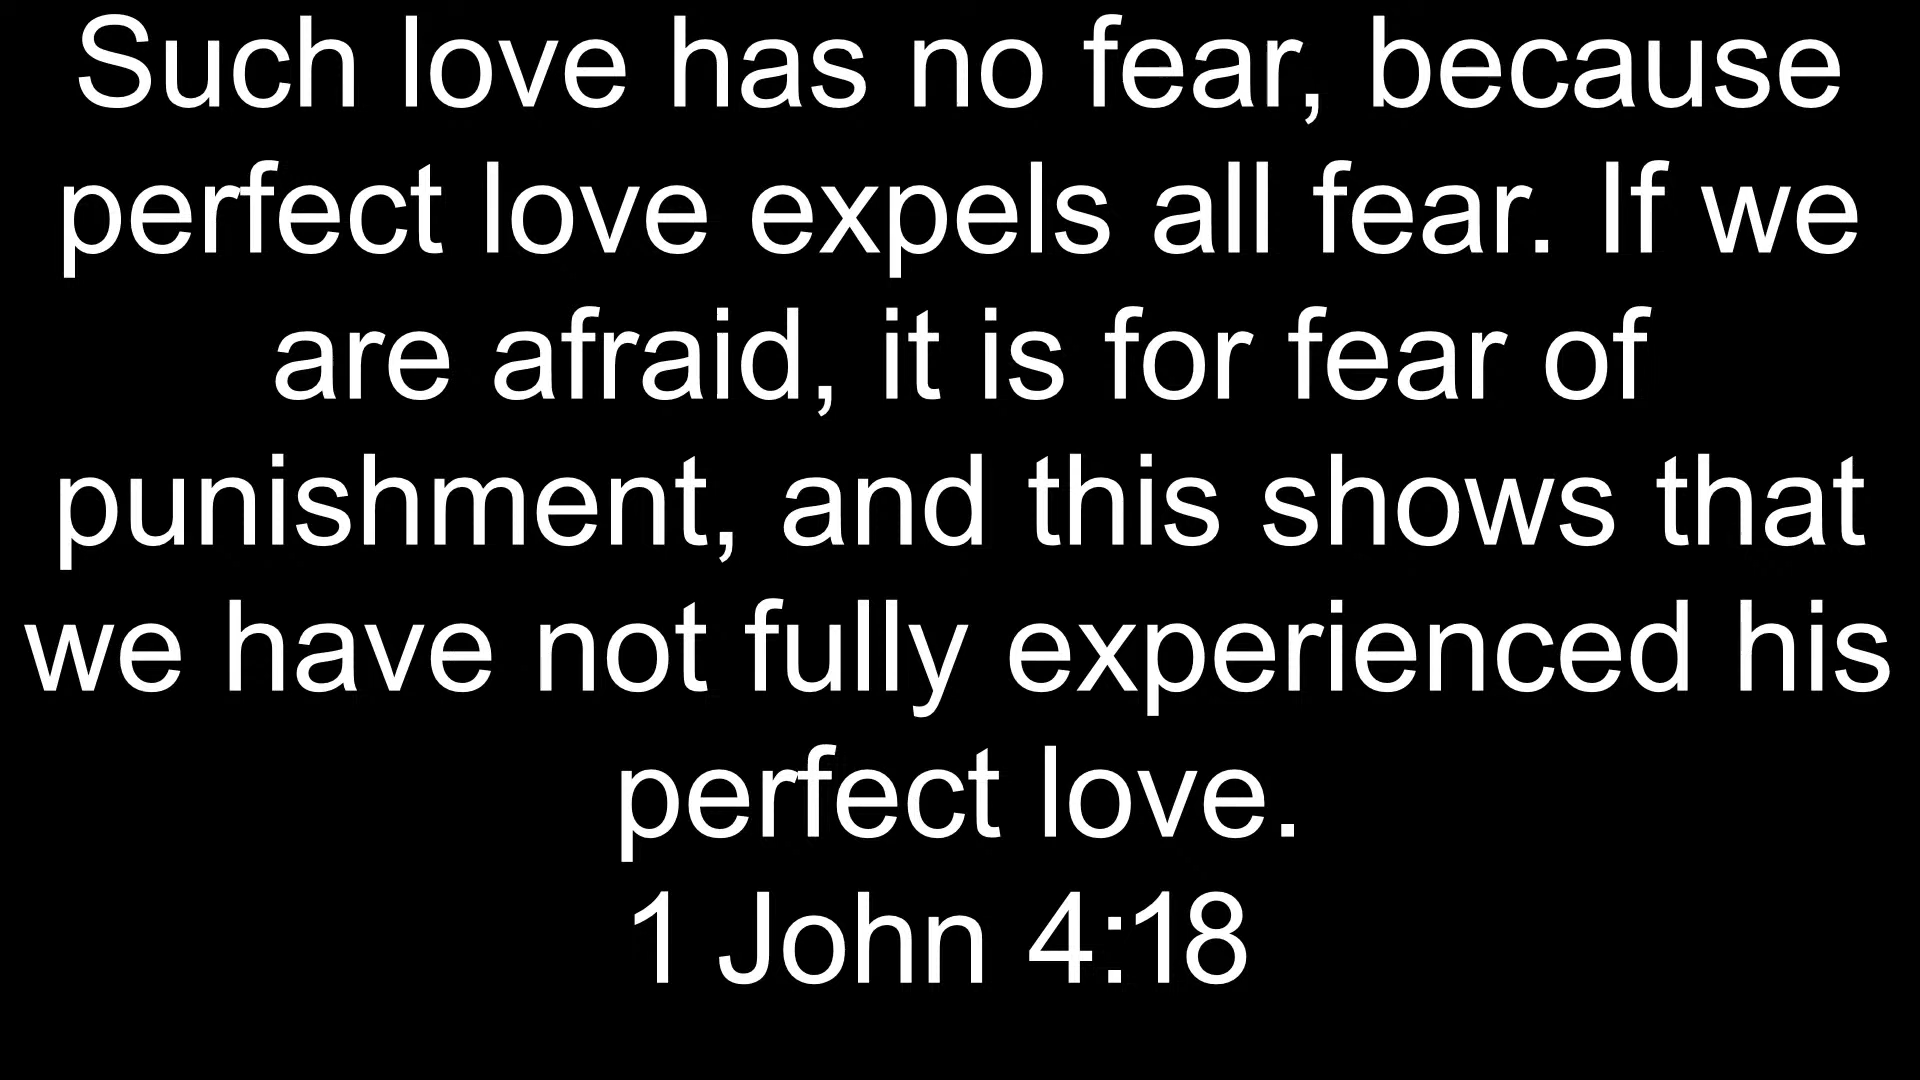 Such love has no fear, because
perfect love expels all fear. If we
are afraid, it is for fear of
punishment, and this shows that
we have not fully experienced his
perfect love.
1 John 4:18